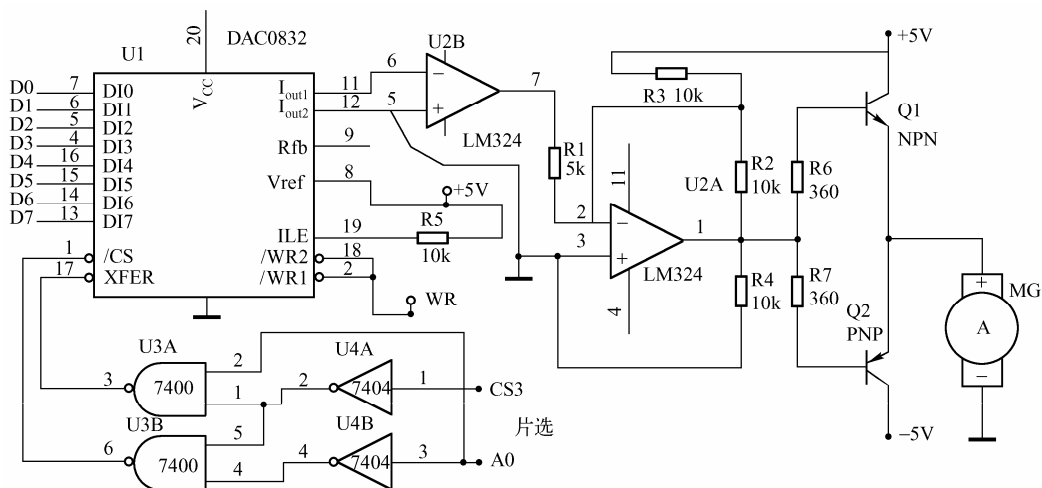 U1
20
DAC0832
U2B
+5V
D0 7 DI0
D1 6 DI1
D2 5 DI2
D3 4 DI3
D4 16 DI4
D5 15 DI5
D6 14 DI6
D7 13 DI7
1 /CS
17 XFER
VCC
Iout1 11
Iout2 12
Rfb 9
Vref 8
ILE 19
/WR2 18
/WR1 2
6
5
7
−
+
LM324
+5V
R5
10k
WR
R1
5k
R3 10k
R2
10k
U2A
11
2
3
−
+
1
LM324
4
R4
10k
R6
360
R7
360
Q1
NPN
Q2
PNP
−5V
+
A
−
MG
U3A
3
7400
2
1
U3B
6
7400
5
4
U4A
2
7404
1
CS3
片选
U4B
4
7404
3
A0